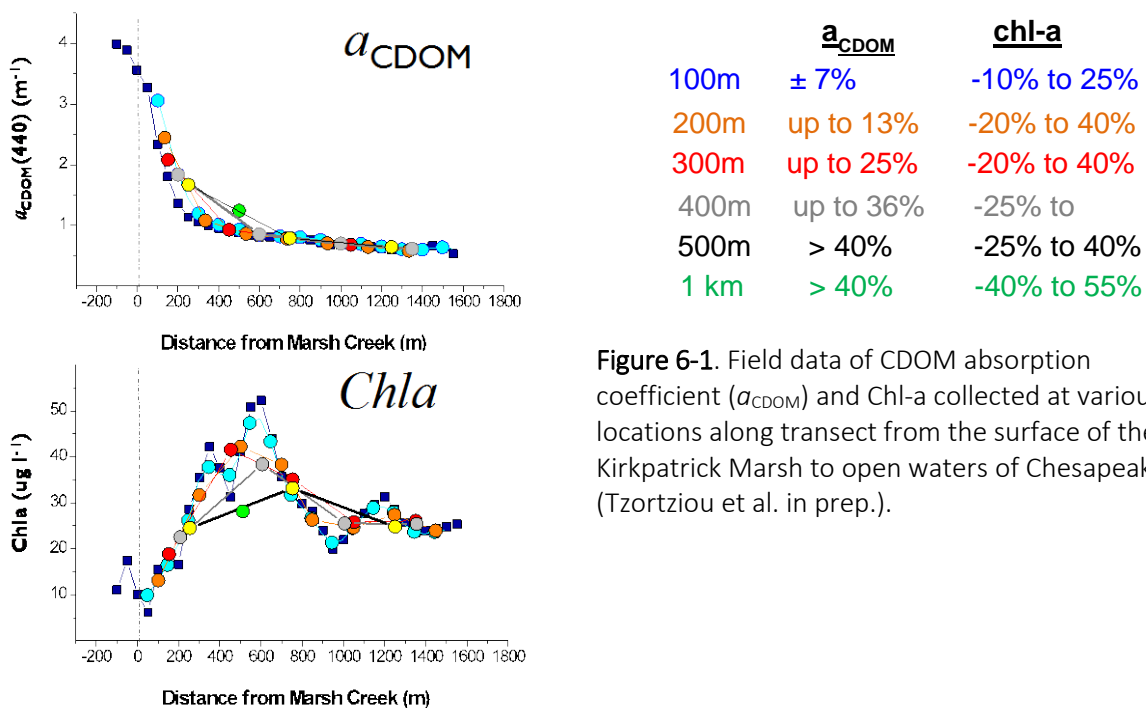 a CDOM
4
3
2
1
a CDOM (440) (m-1)
-200 0 200 400 600 800 1000 1200 1400 1600 1800
Distance from Marsh Creek (m)
Chla
50
40
30
20
10
Chla (ug l-1)
-200 0 200 400 600 800 1000 1200 1400 1600 1800
Distance from Marsh Creek (m)
a CDOM chl-a
100m ± 7% -10% to 25%
200m up to 13% -20% to 40%
300m up to 25% -20% to 40%
400m up to 36% -25% to
500m > 40% -25% to 40%
1 km > 40% -40% to 55%
Figure 6-1. Field data of CDOM absorption
coefficient (aCDOM) and Chl-a collected at variou
locations along transect from the surface of the
Kirkpatrick Marsh to open waters of Chesapeak
(Tzortziou et al. in prep.).